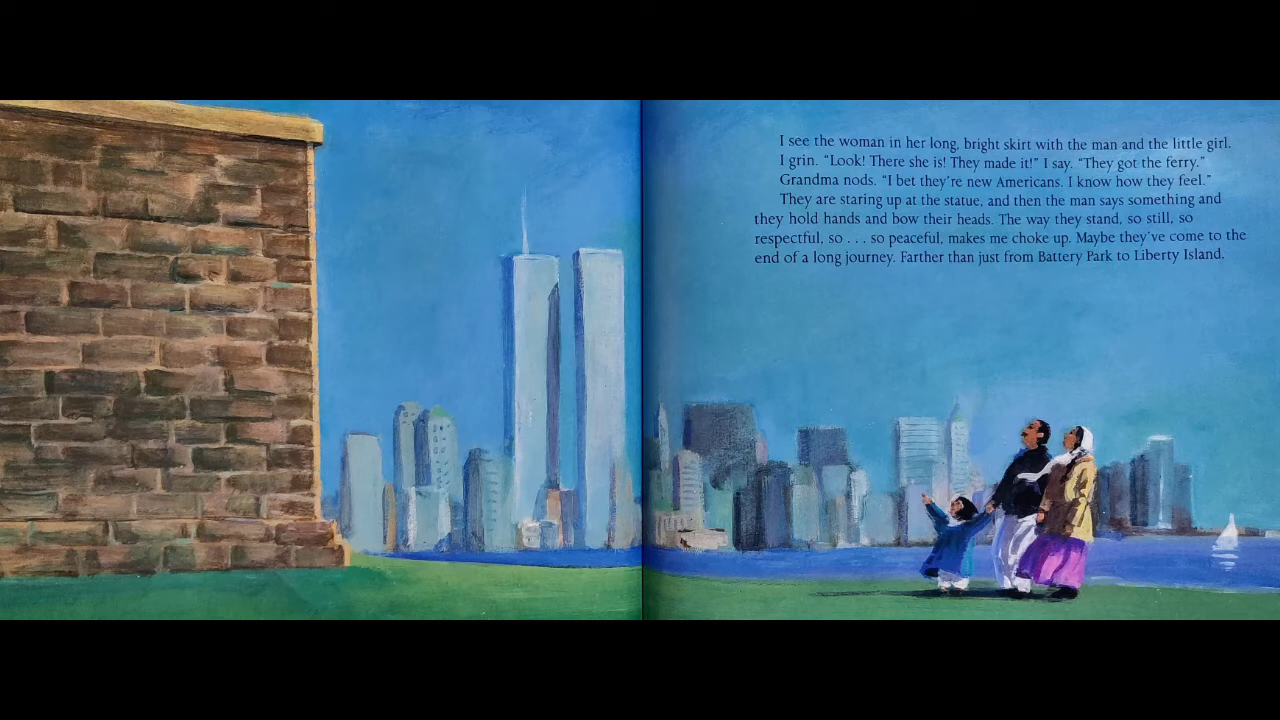 I see the woman in her long, bright skirt with the man and the little girl.
I grin. “Look! There she is! They made it!” I say. “They got the ferry.”
Grandma nods. “I bet they’re new Americans. I know how they feel.”
They are staring up at the statue, and then the man says something and
they hold hands and bow their heads. The way they stand, so still, so
respectful, so . . . so peaceful, makes me choke up. Maybe they’ve come to the
end of a long journey. Farther than just from Battery Park to Liberty Island.